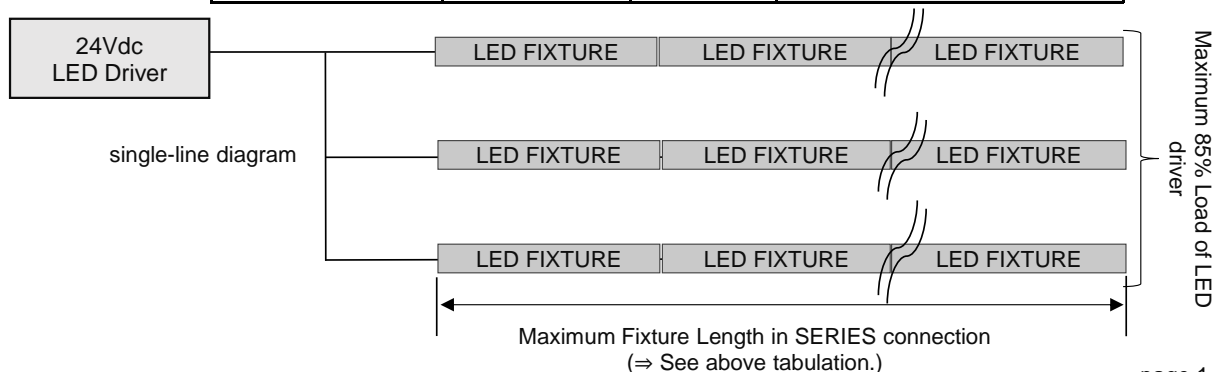 24Vdc
LED Driver
LED FIXTURE LED FIXTURE LED FIXTURE
single-line diagram
LED FIXTURE LED FIXTURE LED FIXTURE
LED FIXTURE LED FIXTURE LED FIXTURE
Maximum 85% Load of LED
driver
Maximum Fixture Length in SERIES connection
(⇒ See above tabulation.)
page 1